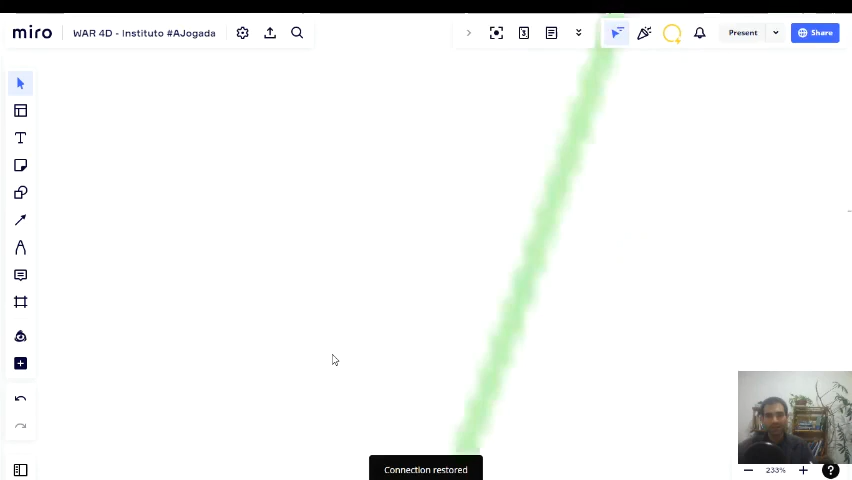 miro
WAR 4D - Instituto #AJogada
Present
Share
Connection restored
233%